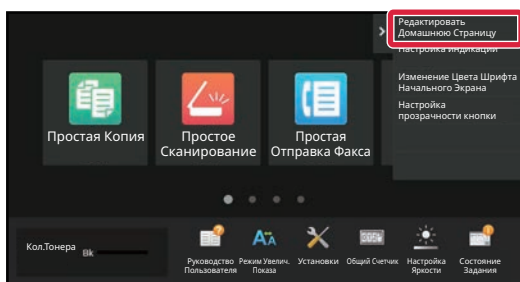 Редактировать
Домашнюю Страницу
Настройка индикации
Изменение Цвета Шрифта
Начального Экрана
Настройка
прозрачности кнопки
Простая Копия
Простое
Сканирование
Простая
Отправка Факса
Кол.Тонера
Bk
Руководство
Пользователя
Режим Увелич.
Показа
Установки
Общий Счетчик
Настройка
Яркости
Состояние
Задания